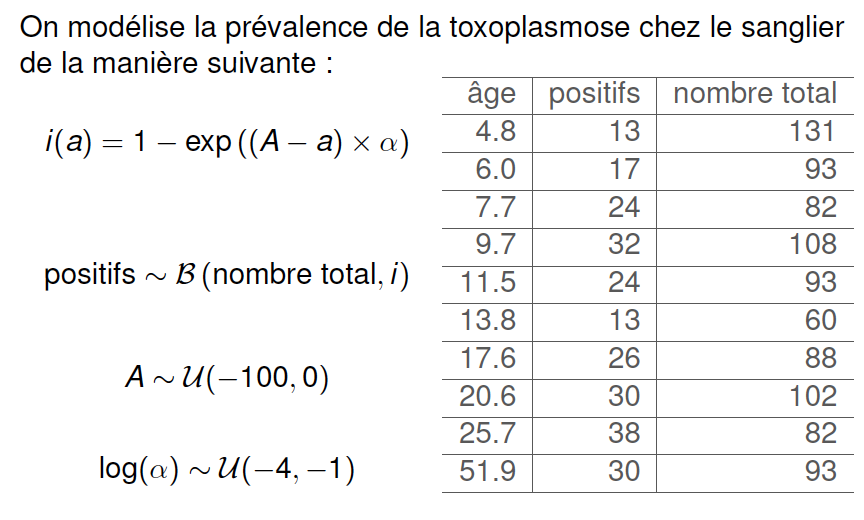 On modélise la prévalence de la toxoplasmose chez le sanglier
de la manière suivante :
i(a) = 1 − exp ((A − a) × α)
positifs ∼ B (nombre total, i)
A ∼ U(−100, 0)
log(α) ∼ U(−4, −1)
âge positifs nombre total
4.8 13 131
6.0 17 93
7.7 24 82
9.7 32 108
11.5 24 93
13.8 13 60
17.6 26 88
20.6 30 102
25.7 38 82
51.9 30 93